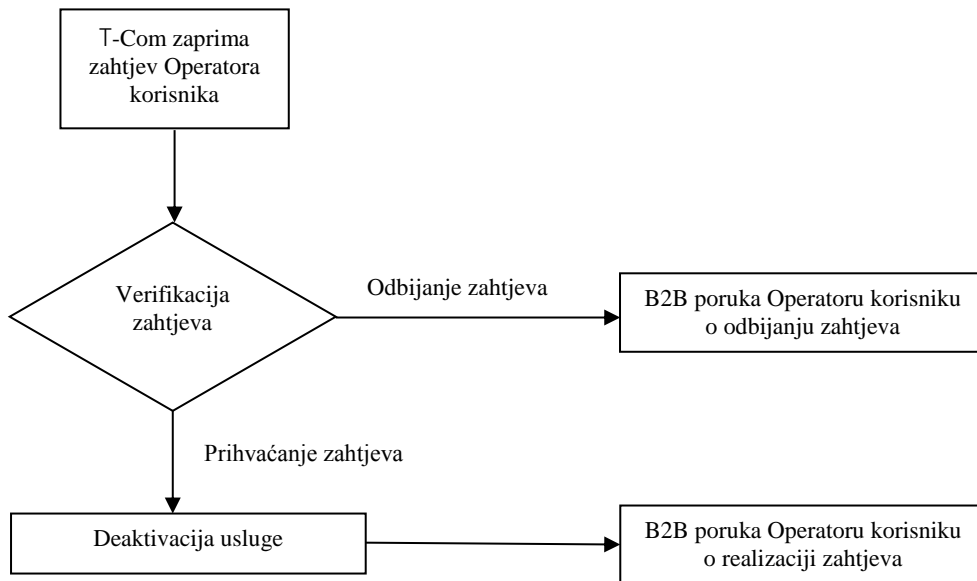 T-Com zaprima
zahtjev Operatora
korisnika
Verifikacija
zahtjeva
Odbijanje zahtjeva
B2B poruka Operatoru korisniku
o odbijanju zahtjeva
Prihvaćanje zahtjeva
Deaktivacija usluge
B2B poruka Operatoru korisniku
o realizaciji zahtjeva